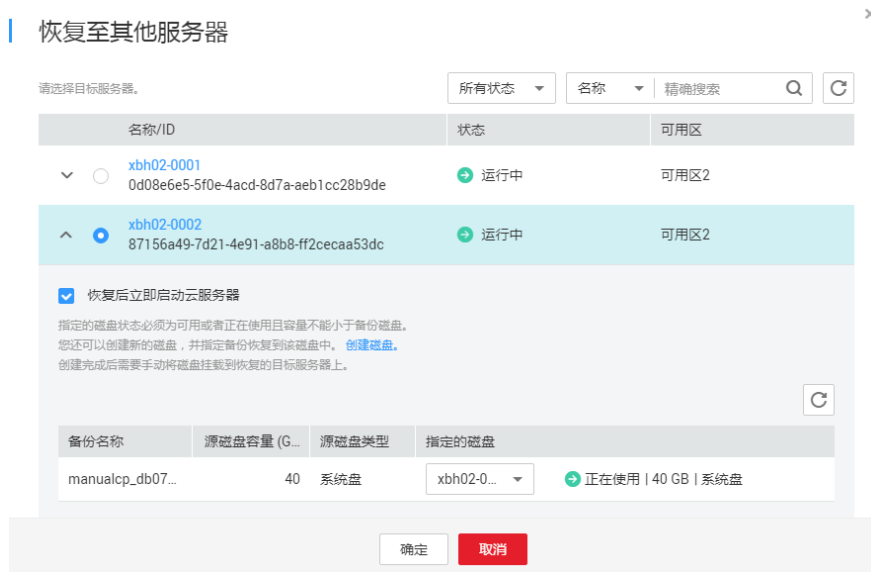 恢复至其他服务器
请选择目标服务器。 所有状态 名称 精确搜索
名称/ID 状态 可用区
xbh02-0001
0d08e6e5-5f0e-4acd-8d7a-aeb1cc28b9de 运行中 可用区2
xbh02-0002
87156a49-7d21-4e91-a8b8-ff2cecaa53dc 运行中 可用区2
恢复后立即启动云服务器
指定的磁盘状态必须为可用或者正在使用且容量不能小于备份磁盘。
您还可以创建新的磁盘,并指定备份恢复到该磁盘中。 创建磁盘。
创建完成后需要手动将磁盘挂载到恢复的目标服务器上。
备份名称 源磁盘容量 (G... 源磁盘类型 指定的磁盘
manualcp_db07... 40 系统盘 xbh02-0... 正在使用 | 40 GB | 系统盘
确定 取消